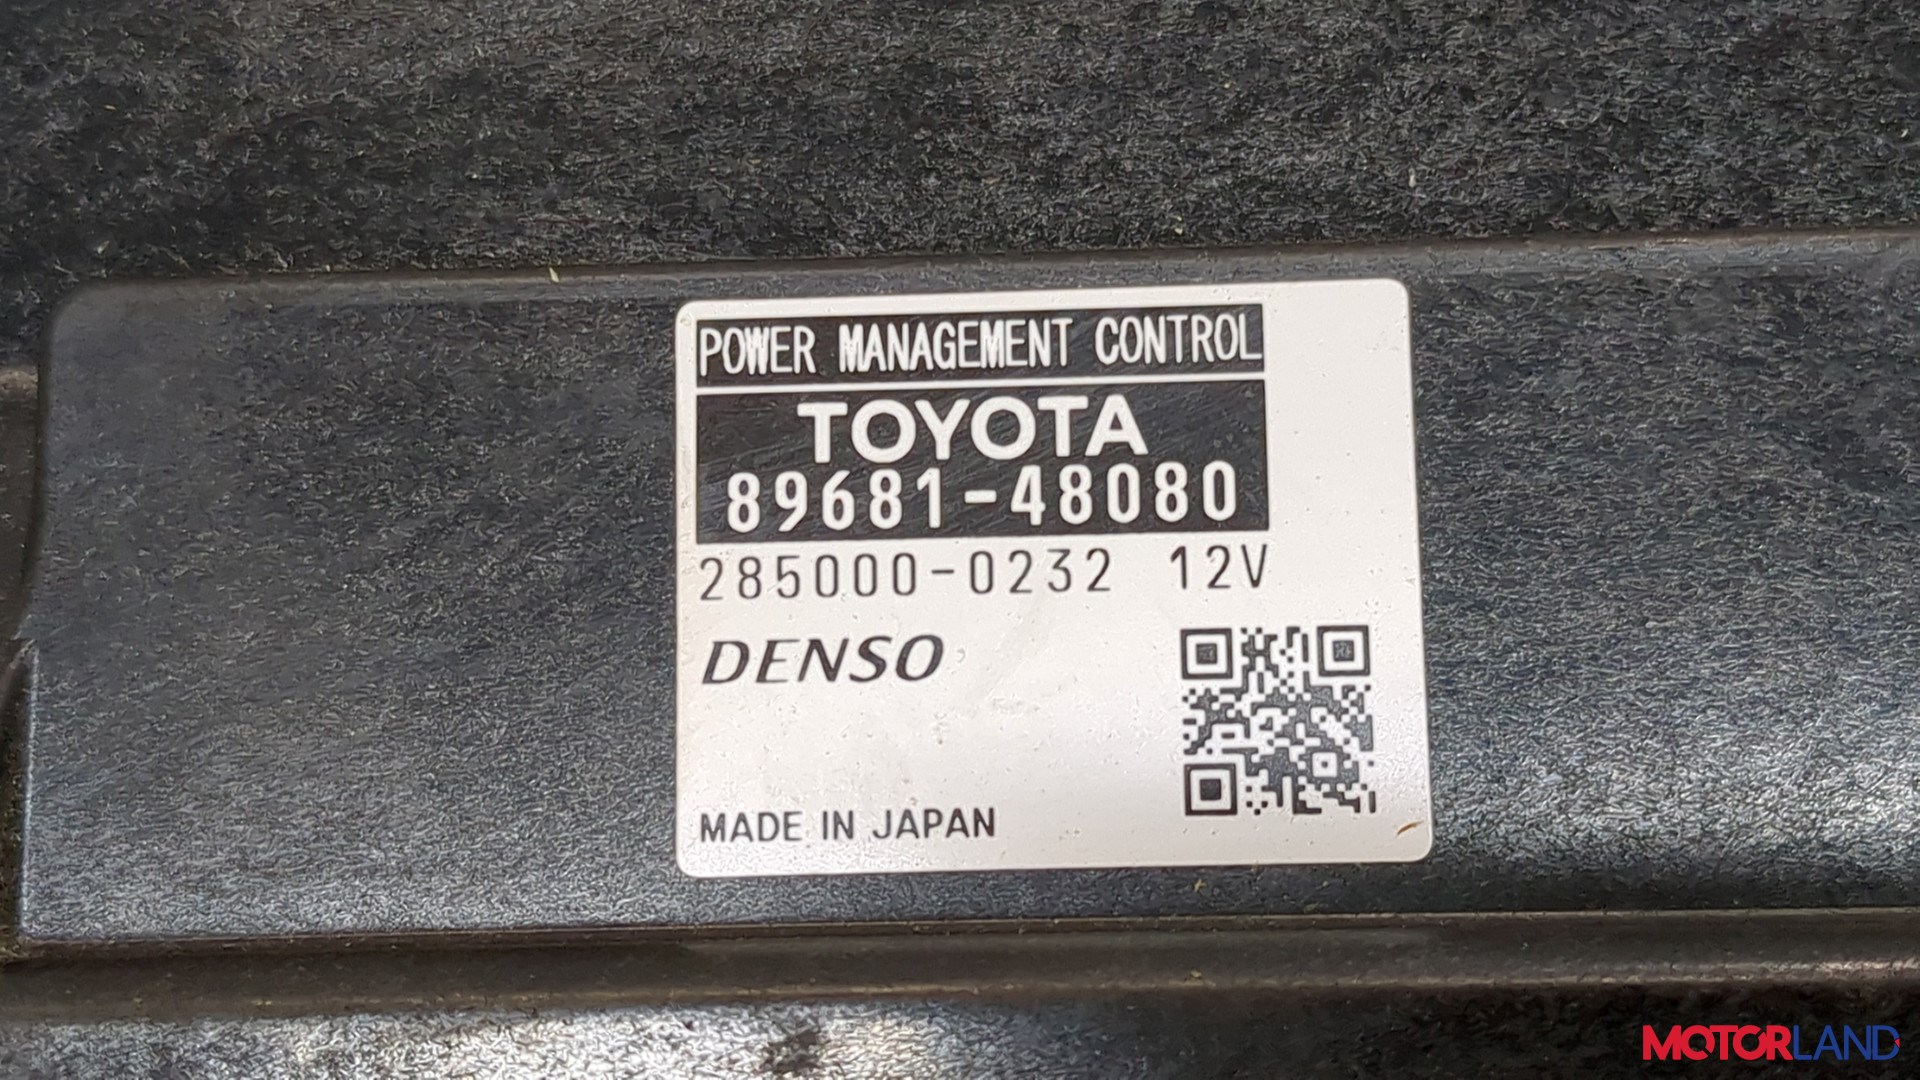 POWER MANAGEMENT CONTROL
TOYOTA
89681-48080
285000-0232 12V
DENSO
MADE IN JAPAN
MOTORLAND